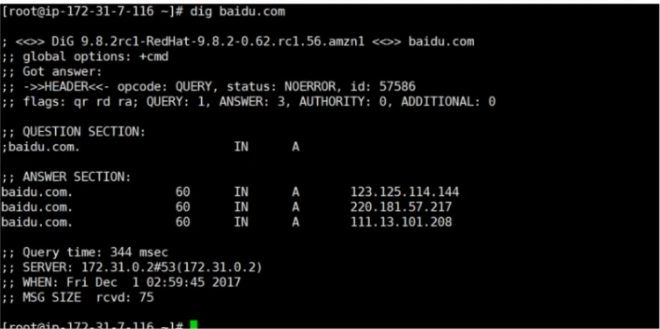 [root@ip-172-31-7-116 ~]# dig baidu.com
; <<>> DiG 9.8.2rc1-RedHat-9.8.2-0.62.rc1.56.amzn1 <<>> baidu.com
;; global options: +cmd
;; Got answer:
;; ->>HEADER<<- opcode: QUERY, status: NOERROR, id: 57586
;; flags: qr rd ra; QUERY: 1, ANSWER: 3, AUTHORITY: 0, ADDITIONAL: 0
;; QUESTION SECTION:
;baidu.com. IN A
;; ANSWER SECTION:
baidu.com. 60 IN A 123.125.114.144
baidu.com. 60 IN A 220.181.57.217
baidu.com. 60 IN A 111.13.101.208
;; Query time: 344 msec
;; SERVER: 172.31.0.2#53(172.31.0.2)
;; WHEN: Fri Dec 1 02:59:45 2017
;; MSG SIZE rcvd: 75
[root@ip-172-31-7-116 ~]#